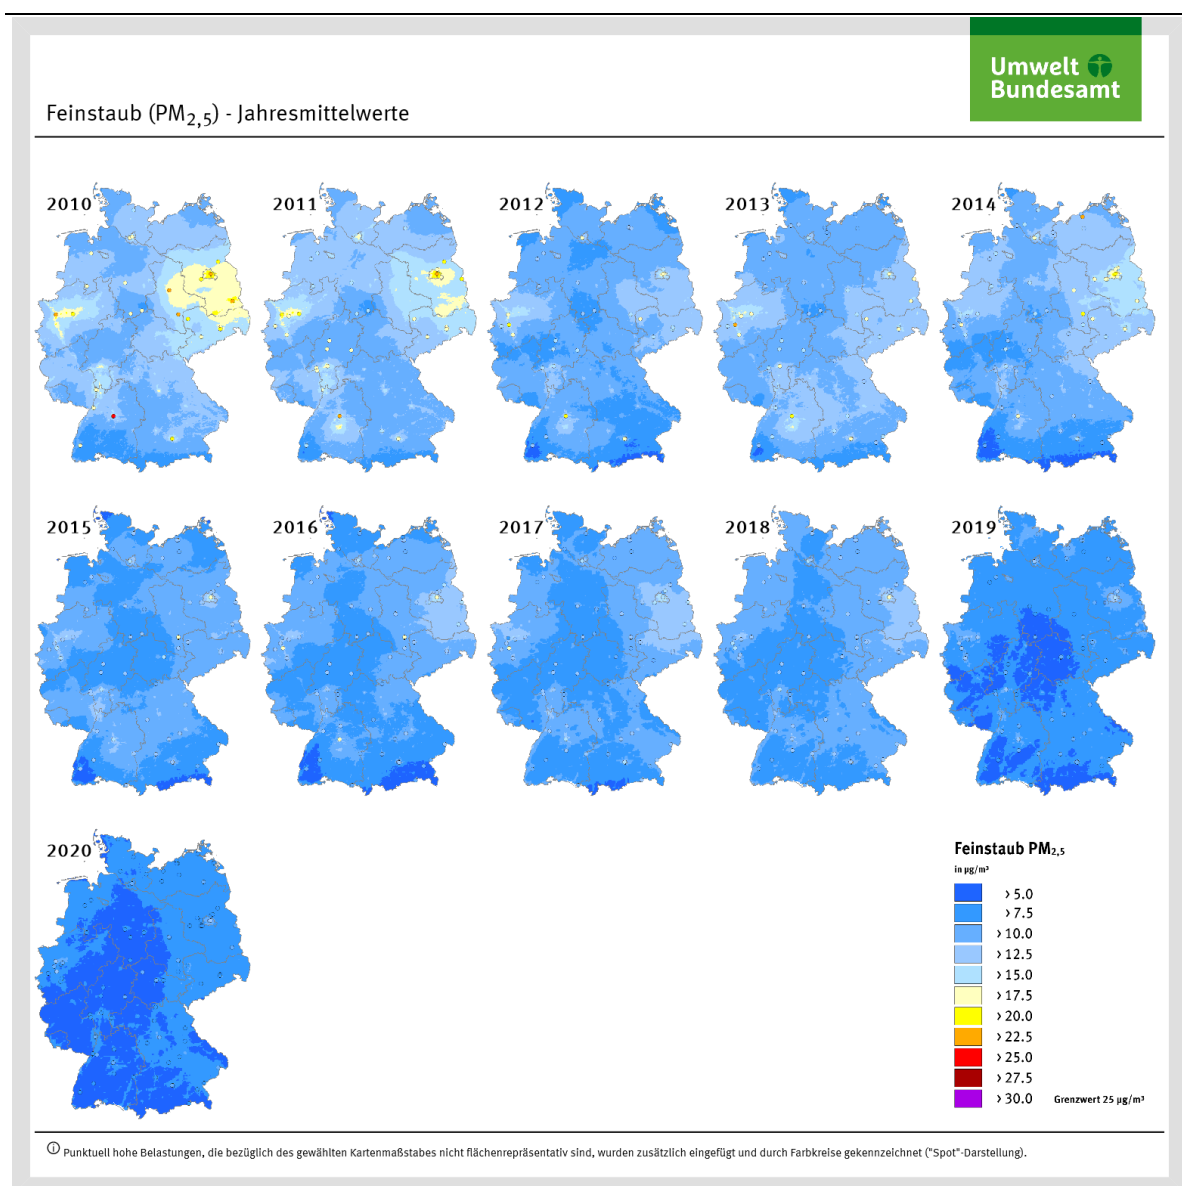 Umwelt
Bundesamt
Feinstaub (PM2,5) - Jahresmittelwerte
2010 2011 2012 2013 2014
2015 2016 2017 2018 2019
2020
Feinstaub PM2,5
in µg/m³
> 5.0
> 7.5
> 10.0
> 12.5
> 15.0
> 17.5
> 20.0
> 22.5
> 25.0
> 27.5
> 30.0 Grenzwert 25 µg/m³
Punktuell hohe Belastungen, die bezüglich des gewählten Kartenmaßstabes nicht flächenrepräsentativ sind, wurden zusätzlich eingefügt und durch Farbkreise gekennzeichnet ("Spot"-Darstellung).